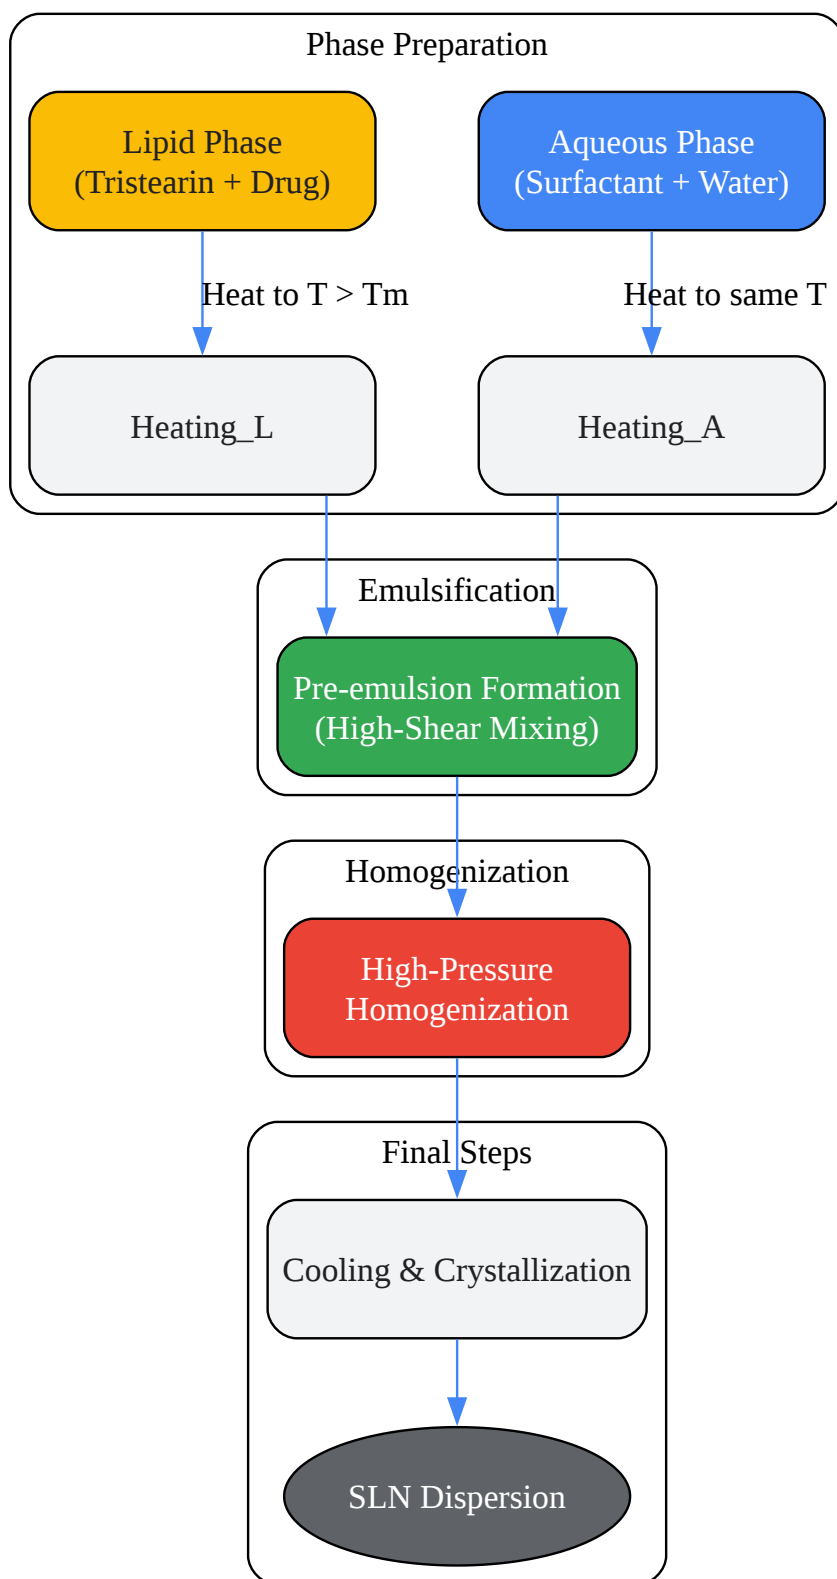 Phase Preparation
Lipid Phase
(Tristearin + Drug)
Aqueous Phase
(Surfactant + Water)
Heat to T > Tm
Heat to same T
Heating_L
Heating_A
Emulsification
Pre-emulsion Formation
(High-Shear Mixing)
Homogenization
High-Pressure
Homogenization
Final Steps
Cooling & Crystallization
SLN Dispersion